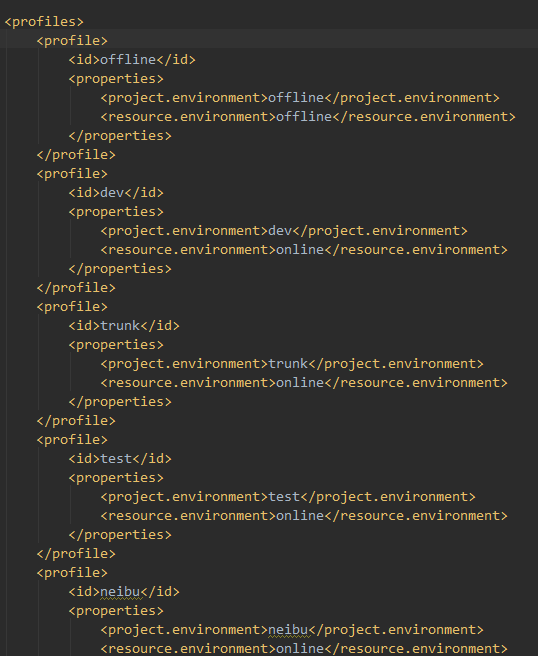 <profiles>
<profile>
<id>offline</id>
<properties>
<project.environment>offline</project.environment>
<resource.environment>offline</resource.environment>
</properties>
</profile>
<profile>
<id>dev</id>
<properties>
<project.environment>dev</project.environment>
<resource.environment>online</resource.environment>
</properties>
</profile>
<profile>
<id>trunk</id>
<properties>
<project.environment>trunk</project.environment>
<resource.environment>online</resource.environment>
</properties>
</profile>
<profile>
<id>test</id>
<properties>
<project.environment>test</project.environment>
<resource.environment>online</resource.environment>
</properties>
</profile>
<profile>
<id>neibu</id>
<properties>
<project.environment>neibu</project.environment>
<resource.environment>online</resource.environment>